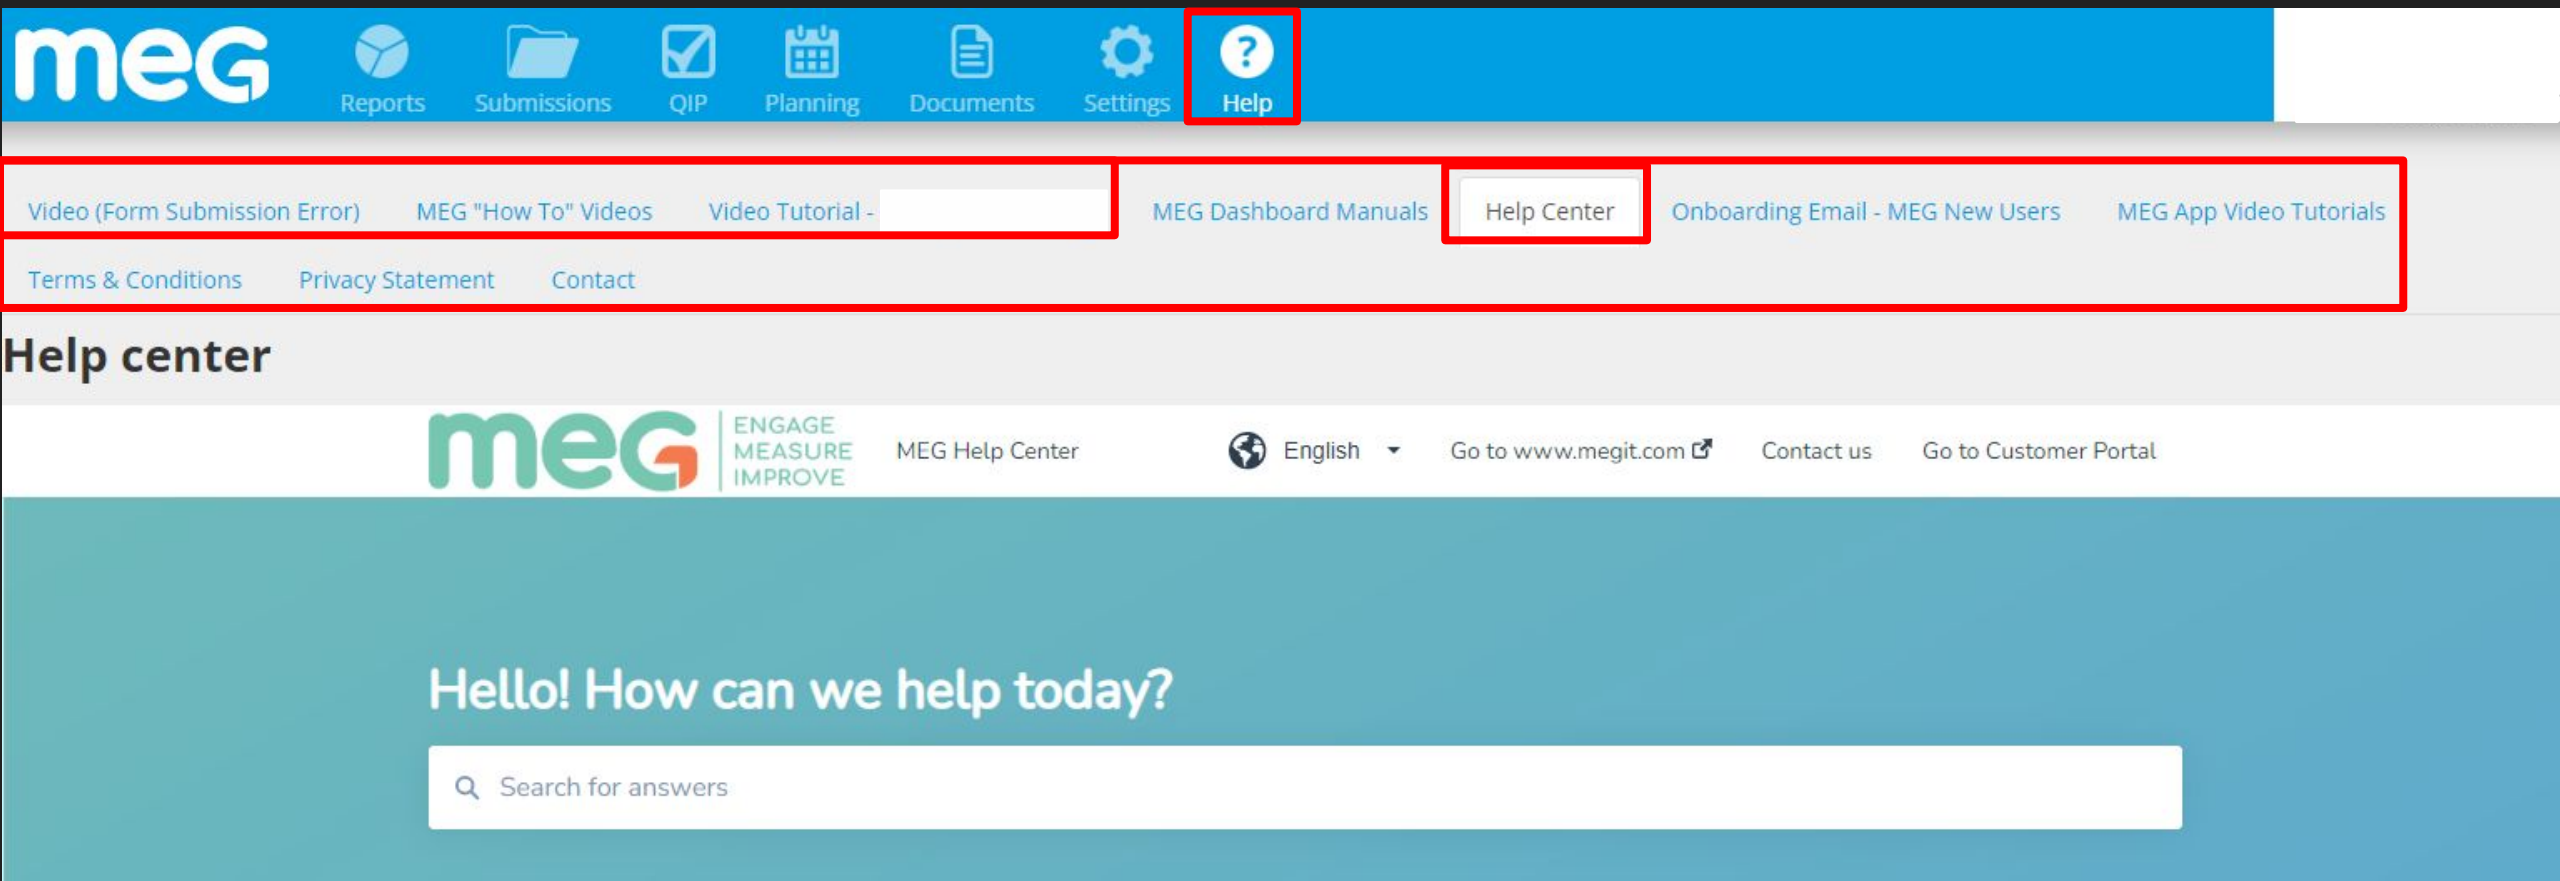 meg
Reports Submissions QIP Planning Documents Settings Help
Video (Form Submission Error) MEG "How To" Videos Video Tutorial - MEG Dashboard Manuals Help Center Onboarding Email - MEG New Users MEG App Video Tutorials
Terms & Conditions Privacy Statement Contact
Help center
meg ENGAGE MEASURE IMPROVE MEG Help Center English Go to www.megit.com Contact us Go to Customer Portal
Hello! How can we help today?
Search for answers